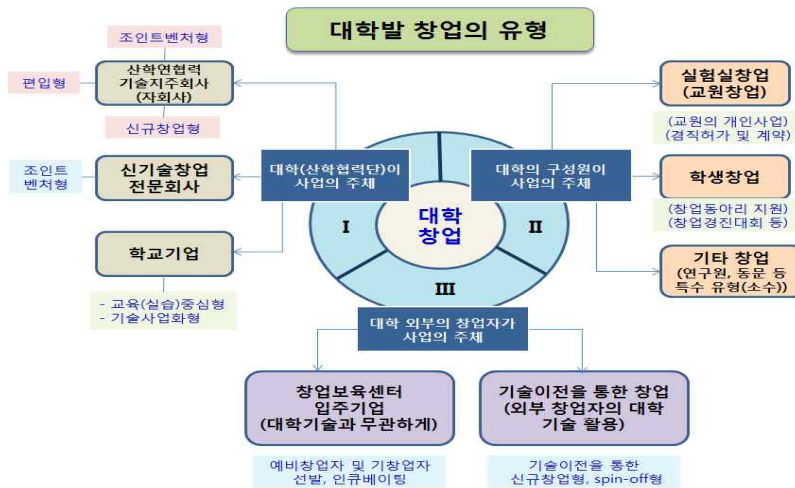 대학발 창업의 유형
조인트벤처형
편입형
산학연협력
기술지주회사
(자회사)
신규창업형
조인트
벤처형
신기술창업
전문회사
학교기업
- 교육(실습)중심형
- 기술사업화형
대학(산학협력단)이
사업의 주체
대학의 구성원이
사업의 주체
대학
창업
I
II
III
실험실창업
(교원창업)
(교원의 개인사업)
(겸직허가 및 계약)
학생창업
(창업동아리 지원)
(창업경진대회 등)
기타 창업
(연구원, 동문 등
특수 유형(소수))
대학 외부의 창업자가
사업의 주체
창업보육센터
입주기업
(대학기술과 무관하게)
예비창업자 및 기창업자
선발, 인큐베이팅
기술이전을 통한 창업
(외부 창업자의 대학
기술 활용)
기술이전을 통한
신규창업형, spin-off형